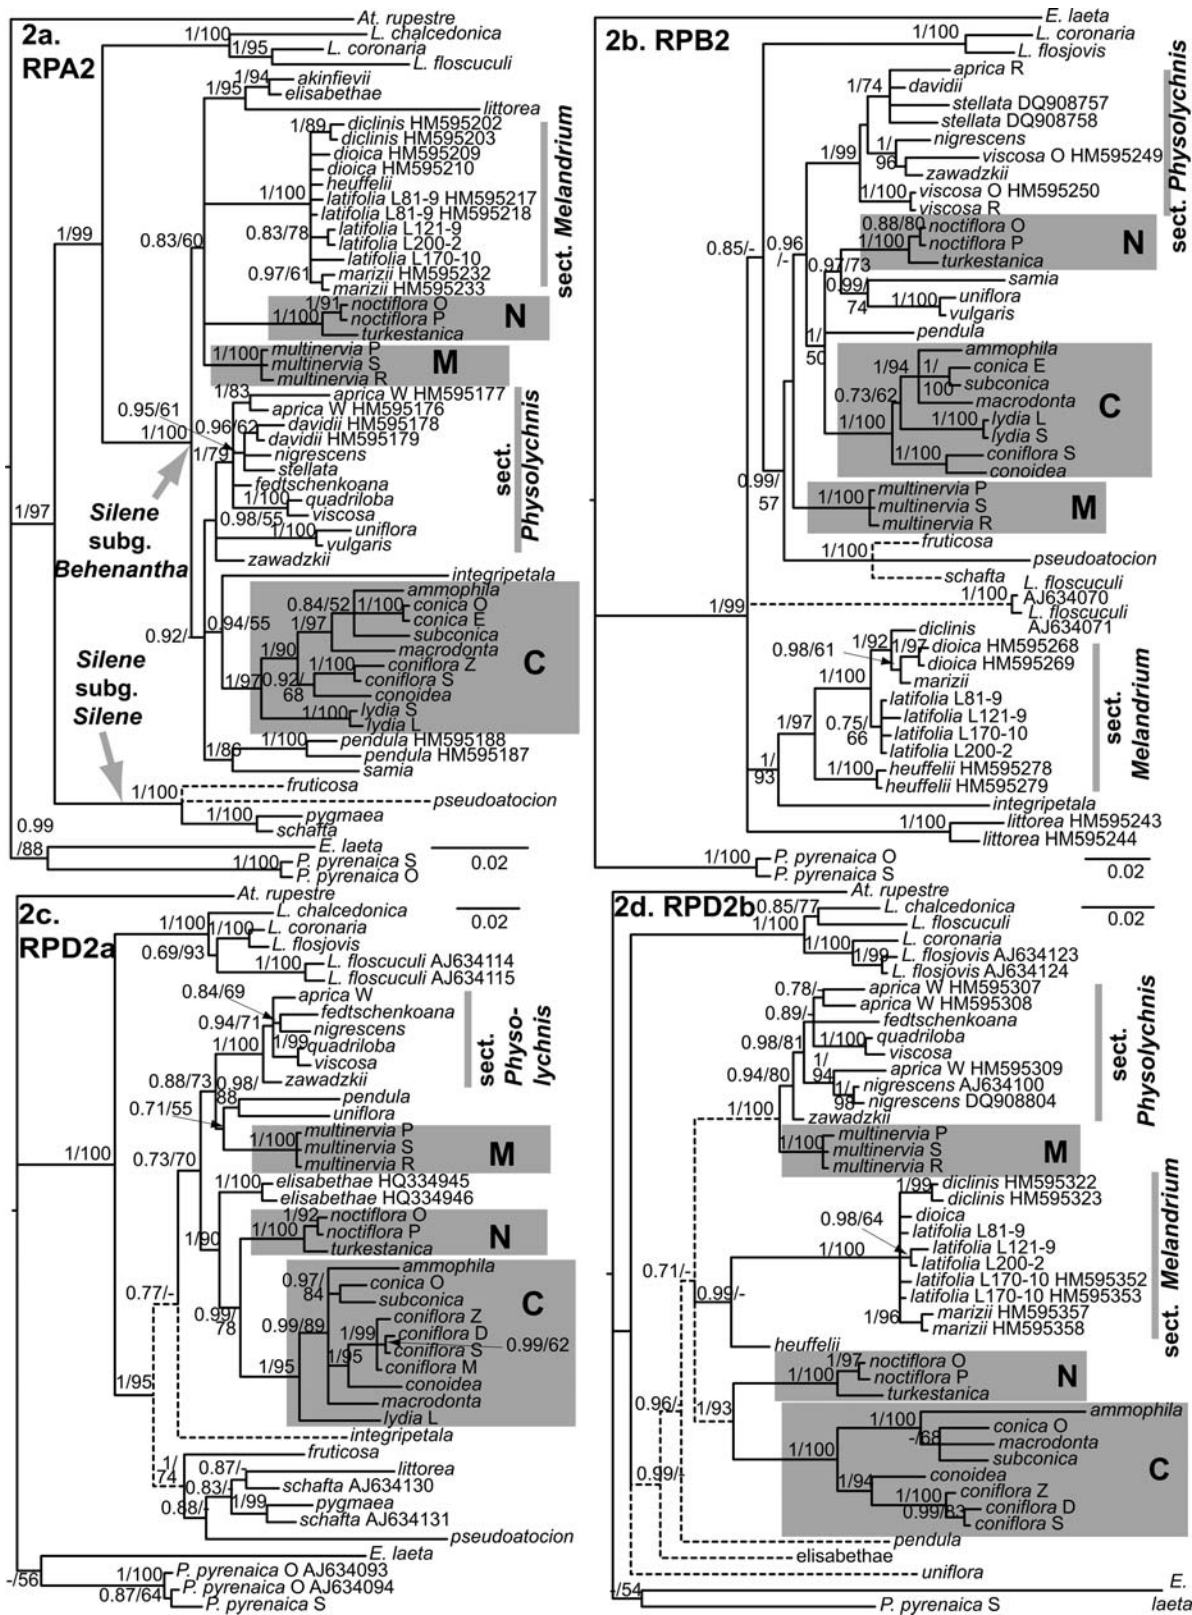 2a.
RPA2
At. rupestre
1/100
L. chalcedonica
1/95
L. coronaria
L. floscuculi
1/94
akinfievii
elisabethae
1/95
littorea
1/89
diclinis HM595202
diclinis HM595203
dioica HM595209
dioica HM595210
heuffelii
1/100
latifolia L81-9 HM595217
latifolia L81-9 HM595218
latifolia L121-9
0.83/78
latifolia L200-2
latifolia L170-10
0.97/61
marizii HM595232
marizii HM595233
sect. Melandrium
1/99
0.83/60
1/91
noctiflora O
1/100
noctiflora P
turkestanica
N
multinervia P
1/100
multinervia S
multinervia R
M
1/83
aprica W HM595177
aprica W HM595176
0.95/61
0.96/62
davidii HM595178
davidii HM595179
1/100
1/79
nigrescens
stellata
fedtschenkoana
1/100
quadriloba
viscosa
0.98/55
1/100
uniflora
vulgaris
zawadzkii
sect.
Physolychnis
1/97
Silene
subg.
Behenantha
integripetala
0.94/55
0.92/
ammophila
0.84/52
1/100
conica O
conica E
1/97
subconica
macrodonta
1/90
1/100
coniflora Z
coniflora S
0.92/
68
conoidea
1/97
1/100
lydia S
lydia L
C
Silene
subg.
Silene
1/100
pendula HM595188
1/86
pendula HM595187
samia
fruticosa
1/100
pseudoatocion
1/100
pygmaea
schafta
0.99
/88
E. laeta
1/100
P. pyrenaica S
P. pyrenaica O
0.02
2b. RPB2
E. laeta
1/100
L. coronaria
L. flosjovis
aprica R
1/74
davidii
stellata DQ908757
stellata DQ908758
nigrescens
1/
96
viscosa O HM595249
zawadzkii
1/99
1/100
viscosa O HM595250
viscosa R
sect. Physolychnis
0.88/80
noctiflora O
1/100
noctiflora P
turkestanica
N
0.85/-
0.96
/-
0.97/73
0.99/
74
samia
1/100
uniflora
vulgaris
pendula
1/
50
ammophila
1/94
1/
100
conica E
subconica
0.73/62
macrodonta
1/100
1/100
lydia L
lydia S
1/100
coniflora S
conoidea
C
0.99/
57
multinervia P
1/100
multinervia S
multinervia R
M
fruticosa
1/100
pseudoatocion
schafta
1/99
1/100
L. floscuculi
AJ634070
L. floscuculi
AJ634071
diclinis
1/92
1/97
dioica HM595268
dioica HM595269
0.98/61
marizii
1/100
latifolia L81-9
latifolia L121-9
latifolia L170-10
0.75/
66
latifolia L200-2
1/97
1/100
heuffelii HM595278
heuffelii HM595279
sect.
Melandrium
1/
93
integripetala
1/100
littorea HM595243
littorea HM595244
1/100
P. pyrenaica O
P. pyrenaica S
0.02
2c.
RPD2a
At. rupestre
0.02
1/100
L. chalcedonica
1/100
L. coronaria
L. flosjovis
0.69/93
1/100
L. floscuculi AJ634114
L. floscuculi AJ634115
0.84/69
aprica W
fedtschenkoana
0.94/71
nigrescens
1/99
quadriloba
viscosa
1/100
zawadzkii
sect.
Physo-
lychnis
0.88/73
0.98/
88
pendula
uniflora
0.71/55
multinervia P
1/100
multinervia S
multinervia R
M
1/100
0.73/70
1/100
elisabethae HQ334945
elisabethae HQ334946
1/92
noctiflora O
1/100
noctiflora P
turkestanica
N
1/90
0.77/-
0.99/
78
ammophila
0.97/
84
conica O
subconica
coniflora Z
0.99/89
1/99
coniflora D
coniflora S
0.99/62
1/95
coniflora M
conoidea
1/95
macrodonta
lydia L
C
1/95
integripetala
1/
74
fruticosa
0.87/-
littorea
0.83/-
schafta AJ634130
1/99
pygmaea
0.88/-
schafta AJ634131
pseudoatocion
E. laeta
-/56
1/100
P. pyrenaica O AJ634093
P. pyrenaica O AJ634094
0.87/64
P. pyrenaica S
2d. RPD2b
At. rupestre
0.02
0.85/77
L. chalcedonica
L. floscuculi
1/100
L. coronaria
1/100
1/99
L. flosjovis AJ634123
L. flosjovis AJ634124
0.78/-
aprica W HM595307
aprica W HM595308
0.89/-
fedtschenkoana
0.98/81
quadriloba
1/100
viscosa
1/
94
aprica W HM595309
0.94/80
1/
98
nigrescens AJ634100
nigrescens DQ908804
1/100
zawadzkii
sect.
Physolychnis
multinervia P
1/100
multinervia S
multinervia R
M
1/99
diclinis HM595322
diclinis HM595323
dioica
0.98/64
latifolia L81-9
latifolia L121-9
1/100
latifolia L200-2
latifolia L170-10 HM595352
latifolia L170-10 HM595353
1/96
marizii HM595357
marizii HM595358
sect. Melandrium
0.71/-
0.99/-
heuffelii
1/97
noctiflora O
1/100
noctiflora P
turkestanica
N
1/93
0.96/-
ammophila
1/100
conica O
-/68
macrodonta
subconica
1/100
conoidea
1/94
coniflora Z
1/100
coniflora D
0.99/83
coniflora S
C
0.99/-
pendula
elisabethae
uniflora
-/54
E.
laeta
P. pyrenaica S